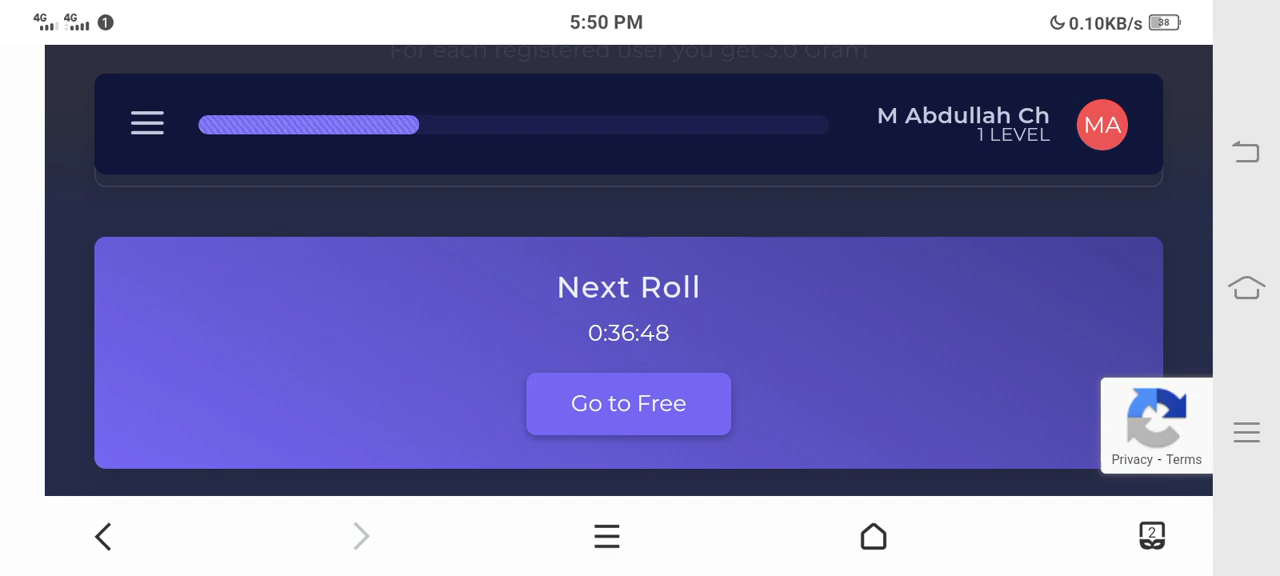 4G 4G 1 5:50 PM 0.10KB/s 38
For each registered user you get 3.0 Gram
M Abdullah Ch
1 LEVEL
MA
Next Roll
0:36:48
Go to Free
Privacy - Terms
2